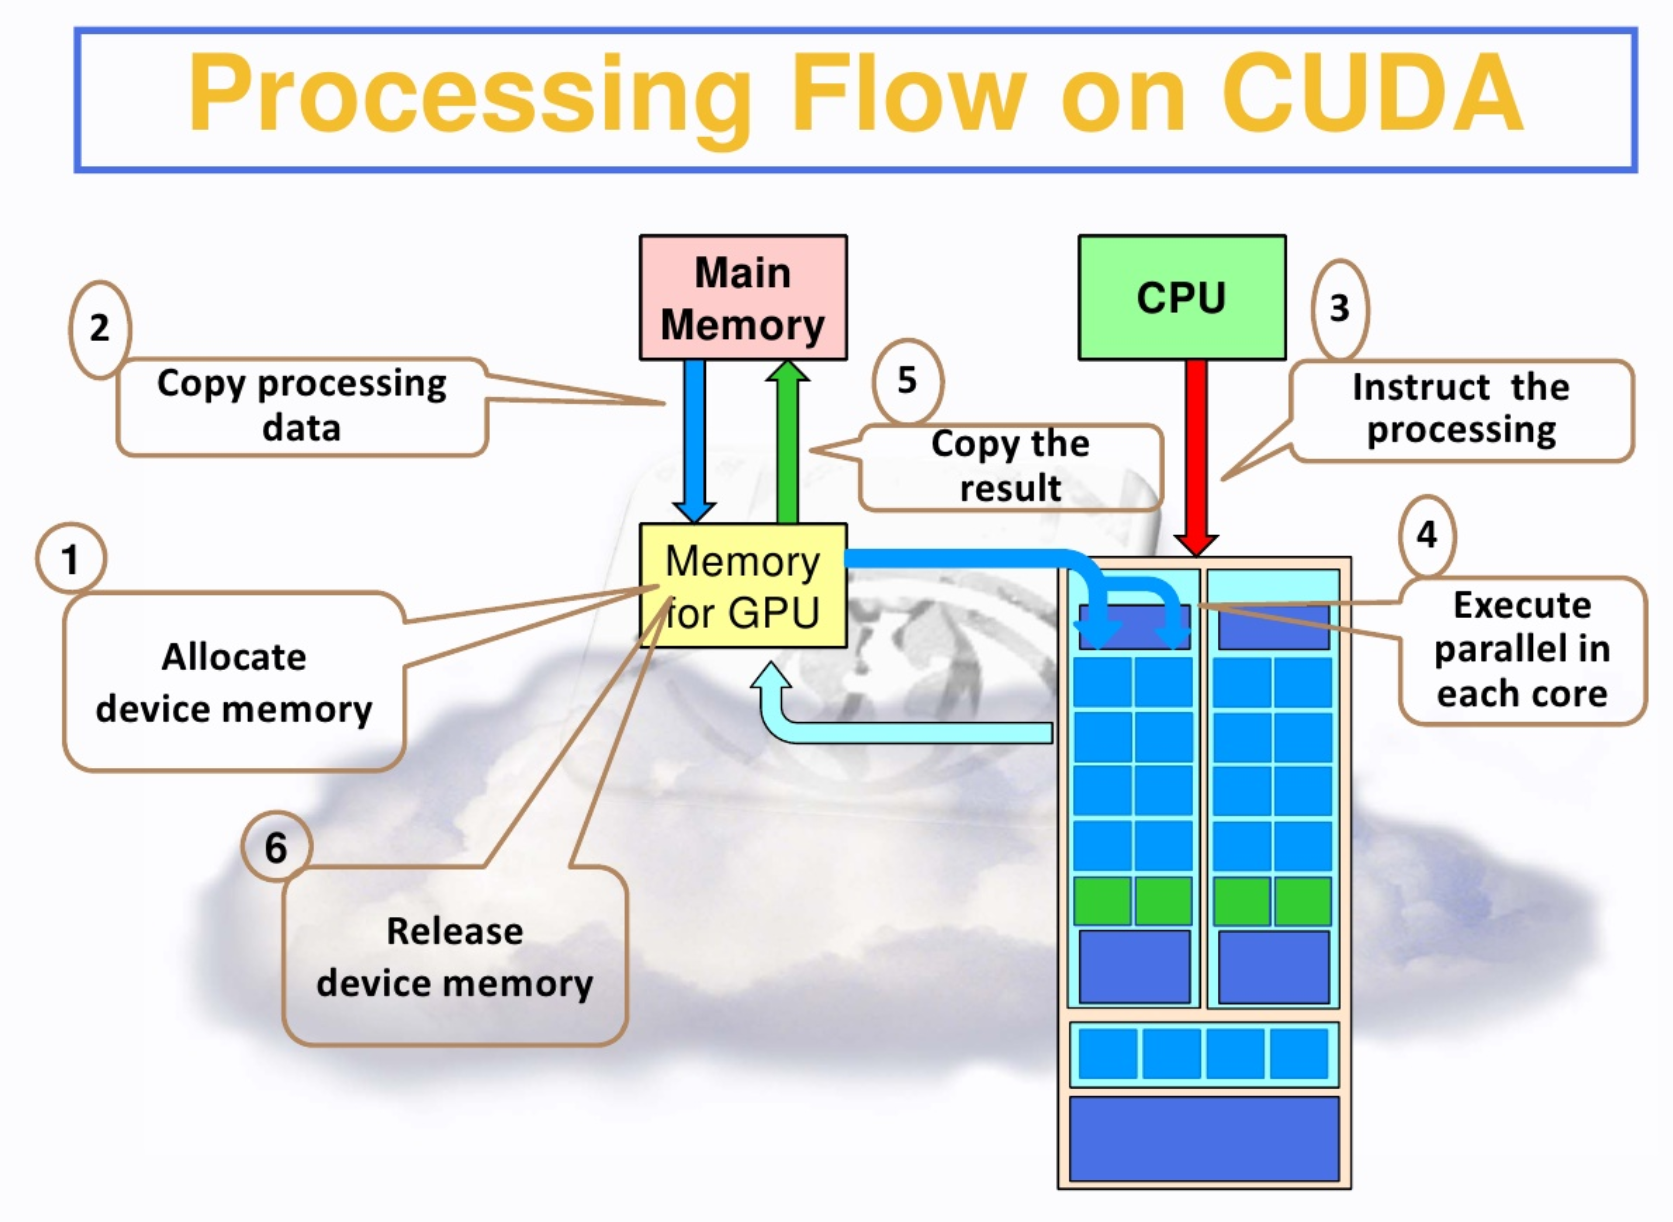 Processing Flow on CUDA
Main
Memory
CPU
3
2
Copy processing
data
5
Copy the
result
Instruct the
processing
1
Allocate
device memory
Memory
for GPU
4
Execute
parallel in
each core
6
Release
device memory